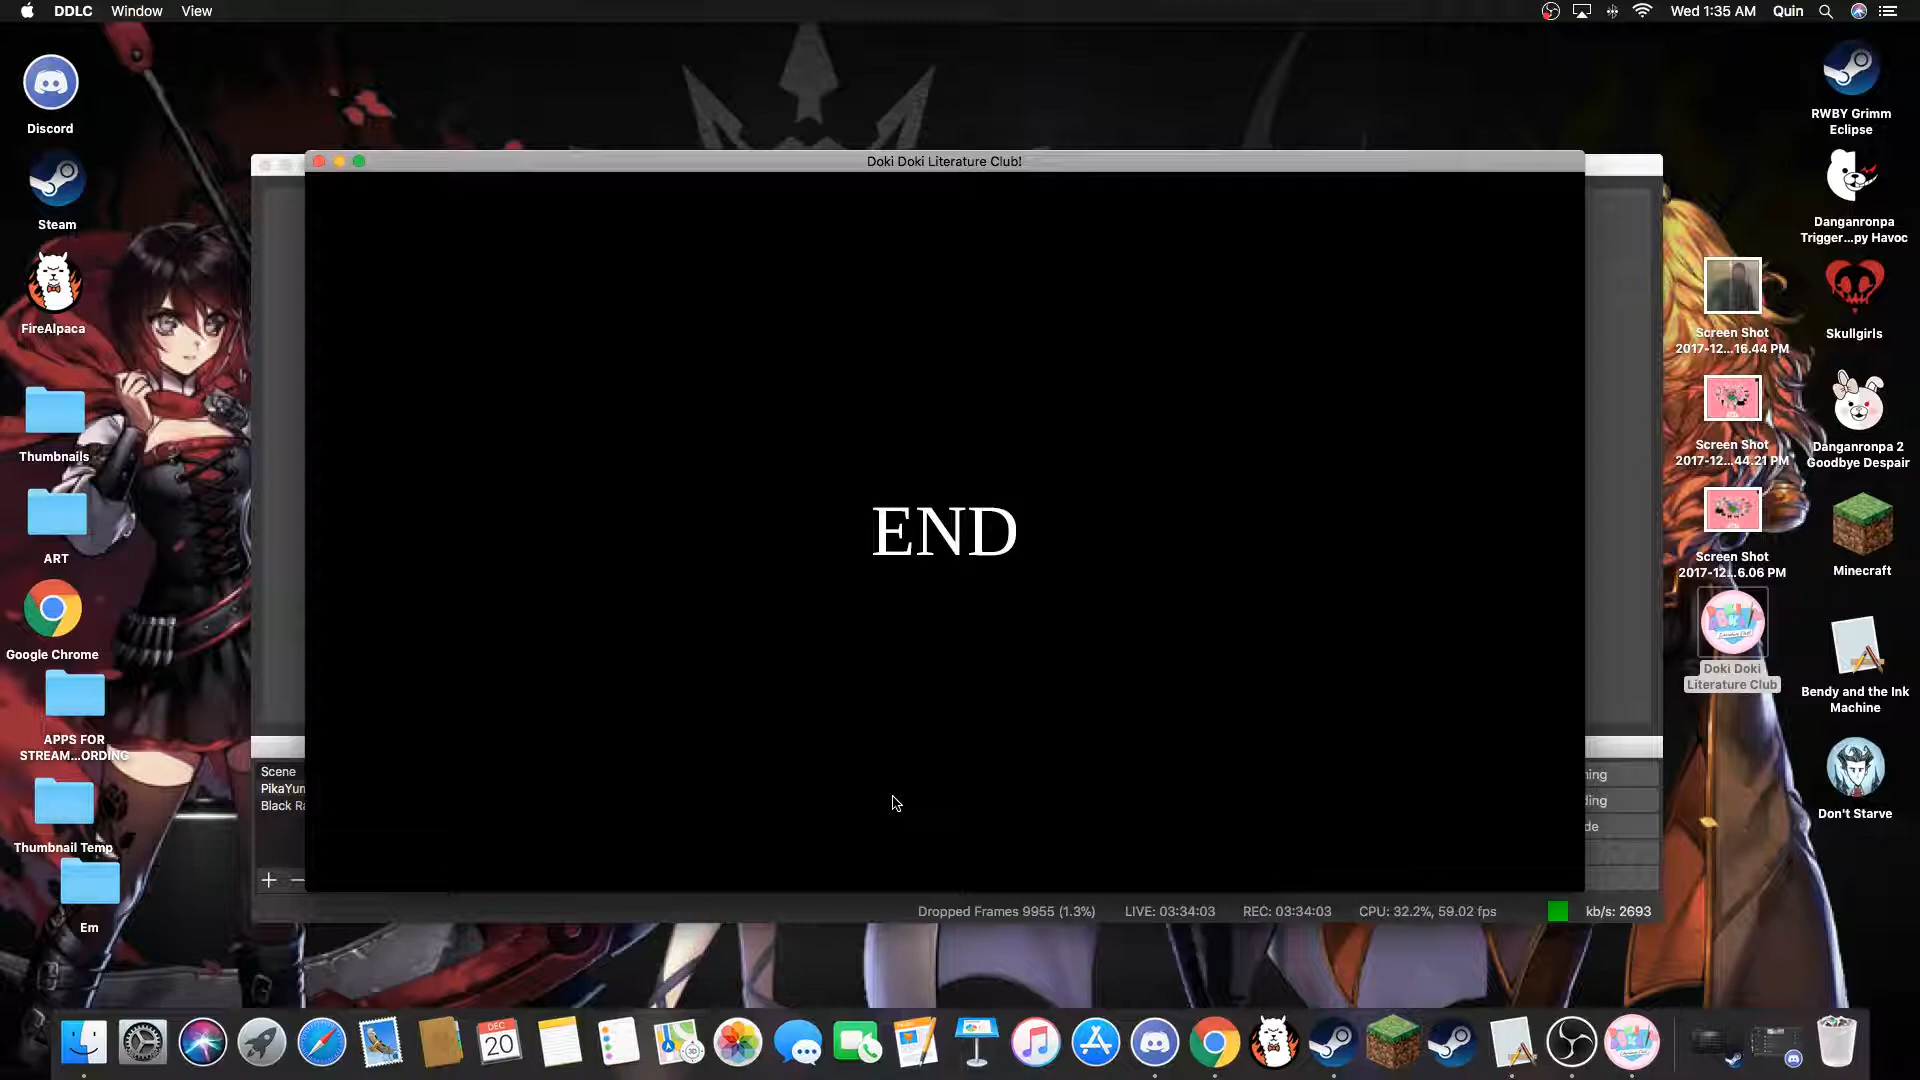 DDLC Window View
Wed 1:35 AM Quin
Discord
Steam
FireAlpaca
Thumbnails
ART
Google Chrome
APPS FOR
STREAM...ORDING
Thumbnail Temp
Em
Doki Doki Literature Club!
END
Scene
PikaYun
Black Ra
ning
ding
de
Dropped Frames 9955 (1.3%) LIVE: 03:34:03 REC: 03:34:03 CPU: 32.2%, 59.02 fps kb/s: 2693
Screen Shot
2017-12...16.44 PM
Screen Shot
2017-12...44.21 PM
Screen Shot
2017-12...6.06 PM
Doki Doki
Literature Club
RWBY Grimm
Eclipse
Danganronpa
Trigger...py Havoc
Skullgirls
Danganronpa 2
Goodbye Despair
Minecraft
Bendy and the Ink
Machine
Don't Starve
DEC
20